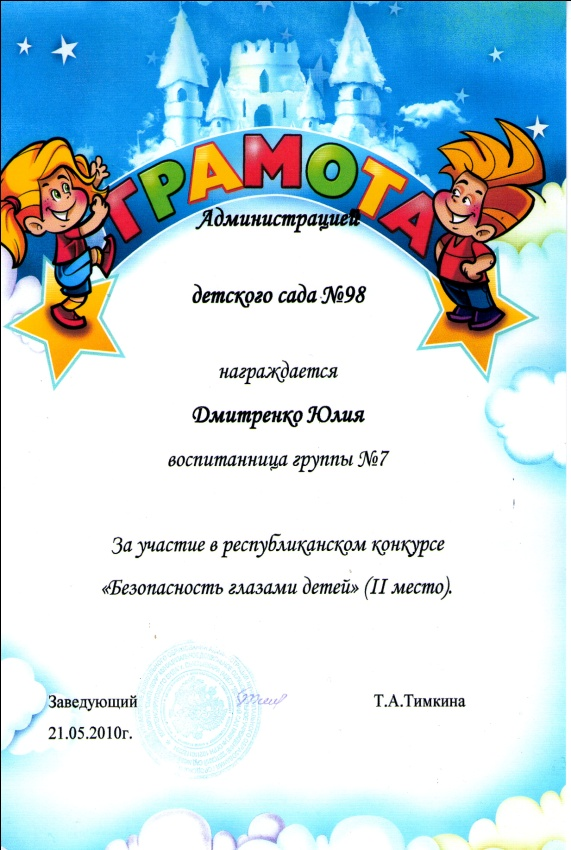 ГРАМОТА
Администрацией
детского сада №98
награждается
Дмитренко Юлия
воспитанница группы №7
За участие в республиканском конкурсе
«Безопасность глазами детей» (II место).
Заведующий
Т.А.Тимкина
21.05.2010г.